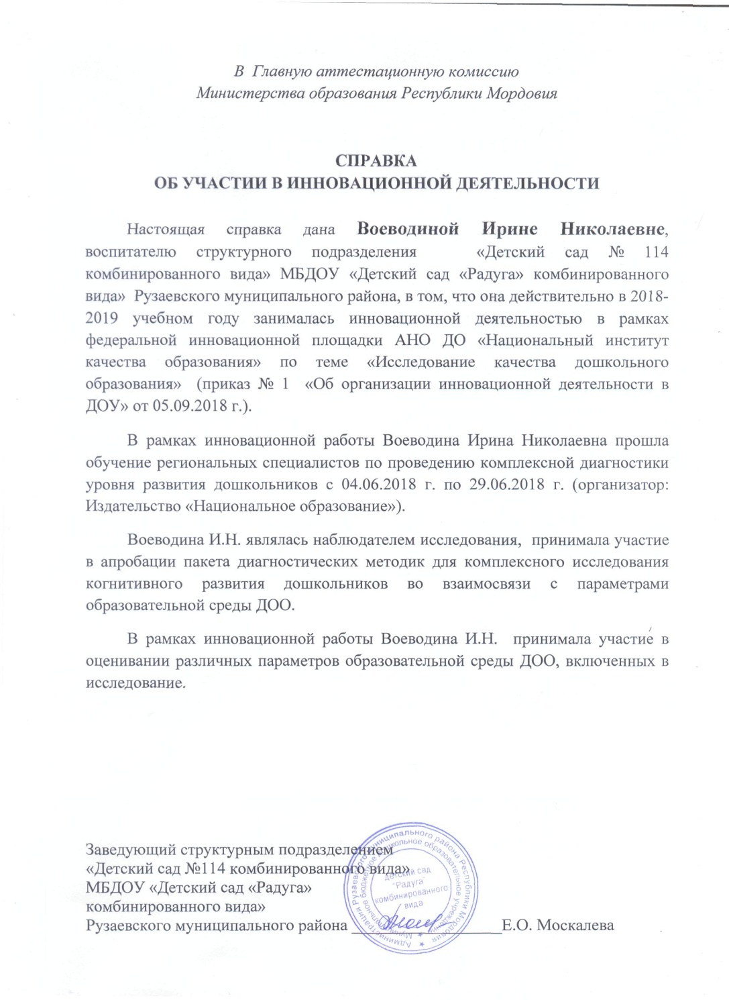 В Главную аттестационную комиссию
Министерства образования Республики Мордовия
СПРАВКА
ОБ УЧАСТИИ В ИННОВАЦИОННОЙ ДЕЯТЕЛЬНОСТИ
Настоящая справка дана Воеводиной Ирине Николаевне,
воспитателю структурного подразделения «Детский сад № 114
комбинированного вида» МБДОУ «Детский сад «Радуга» комбинированного
вида» Рузаевского муниципального района, в том, что она действительно в 2018-
2019 учебном году занималась инновационной деятельностью в рамках
федеральной инновационной площадки АНО ДО «Национальный институт
качества образования» по теме «Исследование качества дошкольного
образования» (приказ № 1 «Об организации инновационной деятельности в
ДОУ» от 05.09.2018 г.).
В рамках инновационной работы Воеводина Ирина Николаевна прошла
обучение региональных специалистов по проведению комплексной диагностики
уровня развития дошкольников с 04.06.2018 г. по 29.06.2018 г. (организатор:
Издательство «Национальное образование»).
Воеводина И.Н. являлась наблюдателем исследования, принимала участие
в апробации пакета диагностических методик для комплексного исследования
когнитивного развития дошкольников во взаимосвязи с параметрами
образовательной среды ДОО.
В рамках инновационной работы Воеводина И.Н. принимала участие в
оценивании различных параметров образовательной среды ДОО, включенных в
исследование.
Заведующий структурным подразделением
«Детский сад №114 комбинированного вида»
МБДОУ «Детский сад «Радуга»
комбинированного вида»
Рузаевского муниципального района __________________Е.О. Москалева
Администрация Рузаевского муниципального района Республики Мордовия
Муниципальное бюджетное дошкольное образовательное учреждение
детский сад
"Радуга"
комбинированного
вида